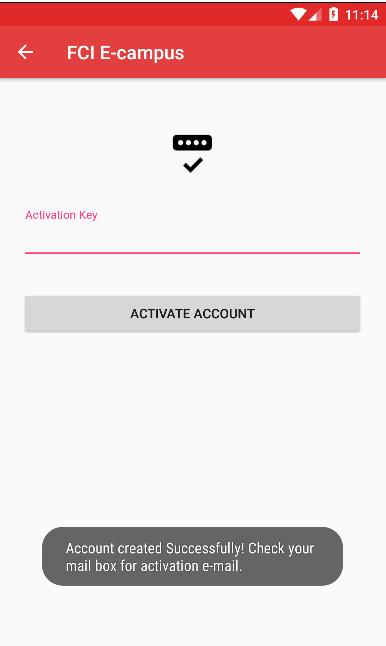 11:14
FCI E-campus
Activation Key
ACTIVATE ACCOUNT
Account created Successfully! Check your
mail box for activation e-mail.